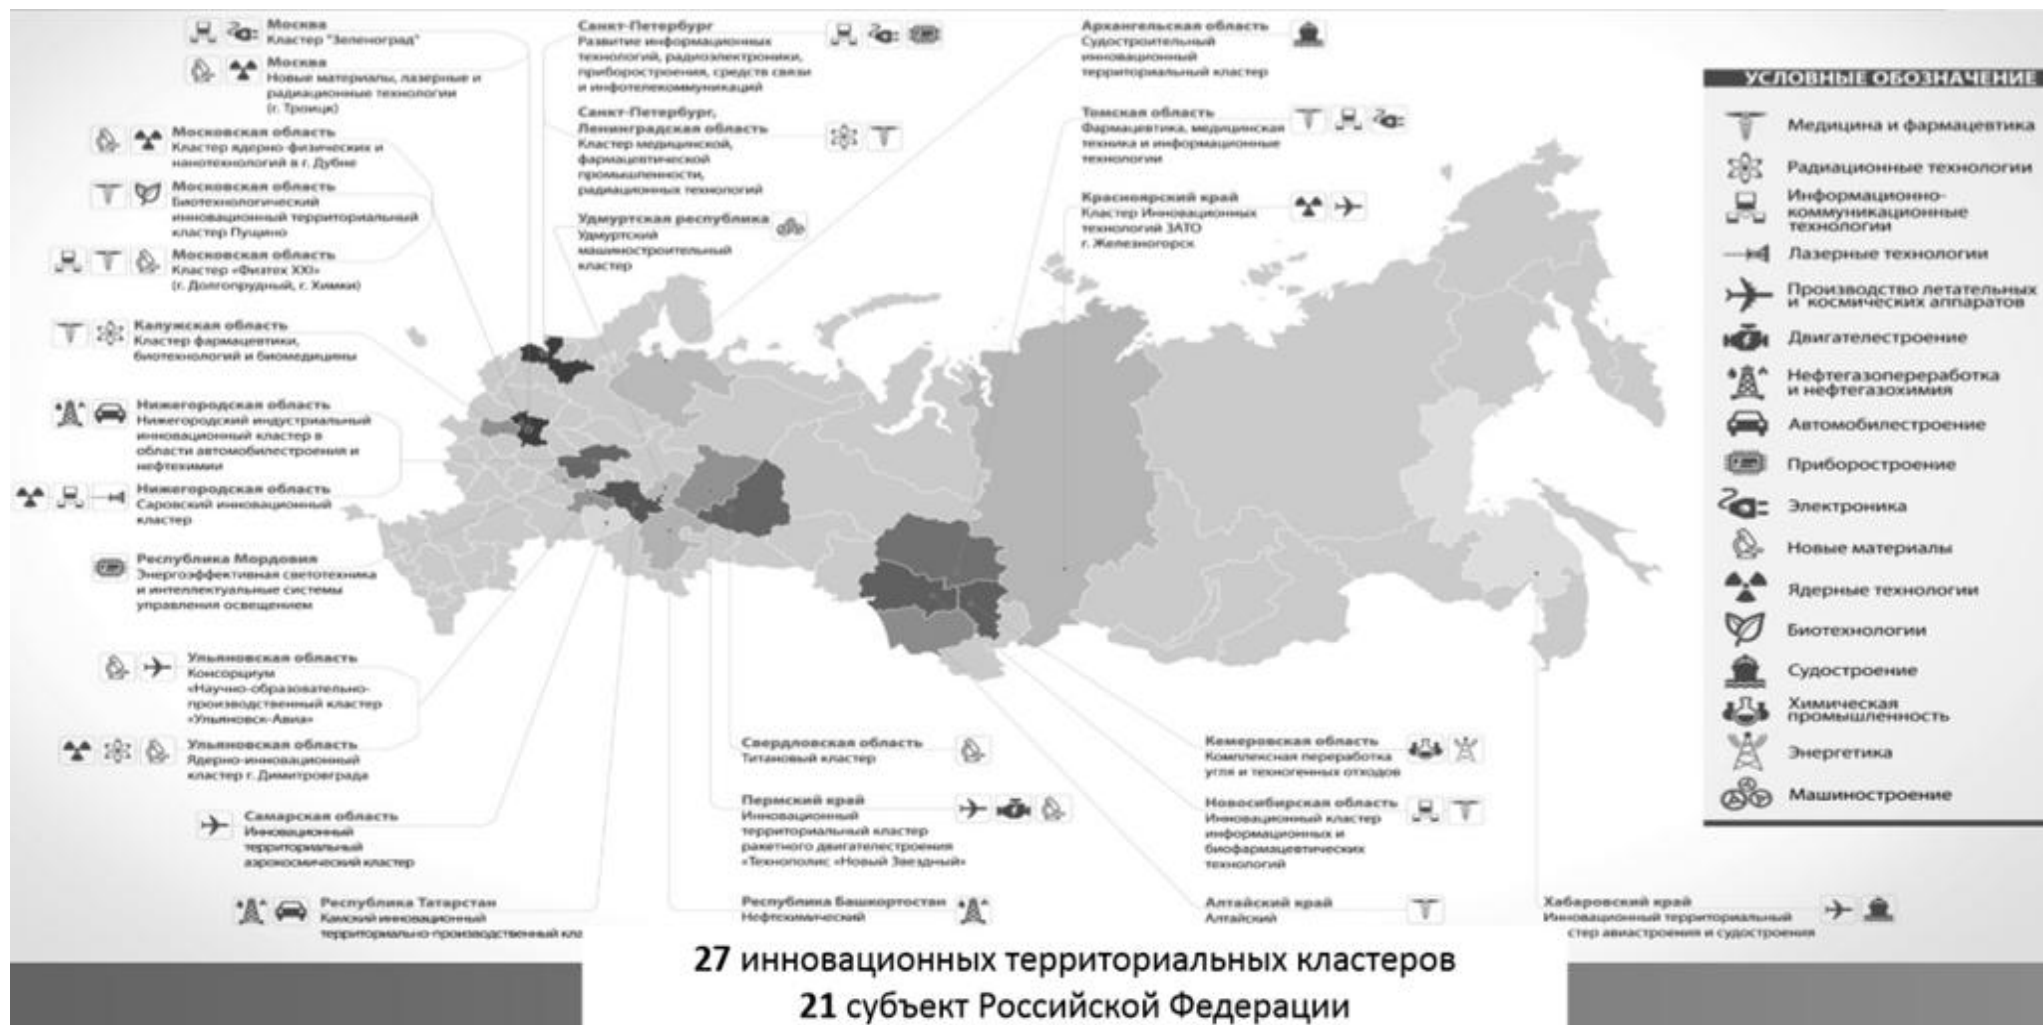 Москва
Кластер "Зеленоград"
Москва
Новые материалы, лазерные и
радиационные технологии
(г. Троицк)
Московская область
Кластер ядерно-физических и
нанотехнологий в г. Дубне
Московская область
Биотехнологический
инновационный территориальный
кластер Пущино
Московская область
Кластер «Физтех XXI»
(г. Долгопрудный, г. Химки)
Калужская область
Кластер фармацевтики,
биотехнологий и биомедицины
Нижегородская область
Нижегородский индустриальный
инновационный кластер в
области автомобилестроения и
нефтехимии
Нижегородская область
Саровский инновационный
кластер
Республика Мордовия
Энергоэффективная светотехника
и интеллектуальные системы
управления освещением
Ульяновская область
Консорциум
«Научно-образовательно-
производственный кластер
«Ульяновск-Авиа»
Ульяновская область
Ядерно-инновационный
кластер г. Димитровграда
Самарская область
Инновационный
территориальный
аэрокосмический кластер
Республика Татарстан
Камский инновационный
территориально-производственный кла
Санкт-Петербург
Развитие информационных
технологий, радиоэлектроники,
приборостроения, средств связи
и инфотелекоммуникаций
Санкт-Петербург,
Ленинградская область
Кластер медицинской,
фармацевтической
промышленности,
радиационных технологий
Удмуртская республика
Удмуртский
машиностроительный
кластер
Архангельская область
Судостроительный
инновационный
территориальный кластер
Томская область
Фармацевтика, медицинская
техника и информационные
технологии
Красноярский край
Кластер Инновационных
технологий ЗАТО
г. Железногорск
Свердловская область
Титановый кластер
Пермский край
Инновационный
территориальный кластер
ракетного двигателестроения
«Технополис «Новый Звездный»
Республика Башкортостан
Нефтехимический
Кемеровская область
Комплексная переработка
угля и техногенных отходов
Новосибирская область
Инновационный кластер
информационных и
биофармацевтических
технологий
Алтайский край
Алтайский
Хабаровский край
Инновационный территориальный
стер авиастроения и судостроения
УСЛОВНЫЕ ОБОЗНАЧЕНИЕ
Медицина и фармацевтика
Радиационные технологии
Информационно-
коммуникационные
технологии
Лазерные технологии
Производство летательных
и космических аппаратов
Двигателестроение
Нефтегазопереработка
и нефтегазохимия
Автомобилестроение
Приборостроение
Электроника
Новые материалы
Ядерные технологии
Биотехнологии
Судостроение
Химическая
промышленность
Энергетика
Машиностроение
27 инновационных территориальных кластеров
21 субъект Российской Федерации